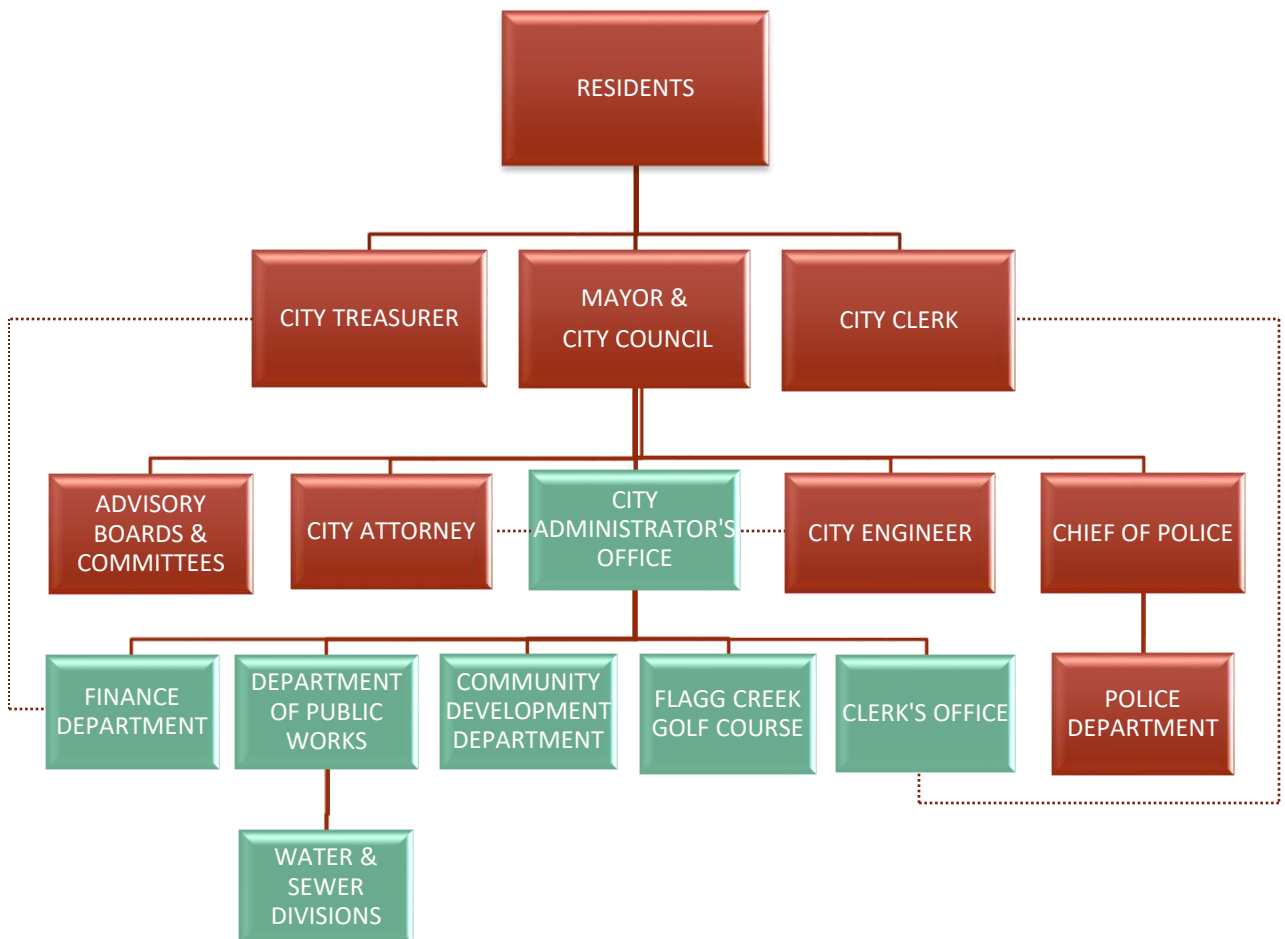 RESIDENTS
CITY TREASURER
MAYOR &
CITY COUNCIL
CITY CLERK
ADVISORY
BOARDS &
COMMITTEES
CITY ATTORNEY
CITY
ADMINISTRATOR'S
OFFICE
CITY ENGINEER
CHIEF OF POLICE
FINANCE
DEPARTMENT
DEPARTMENT
OF PUBLIC
WORKS
COMMUNITY
DEVELOPMENT
DEPARTMENT
FLAGG CREEK
GOLF COURSE
CLERK'S OFFICE
POLICE
DEPARTMENT
WATER &
SEWER
DIVISIONS